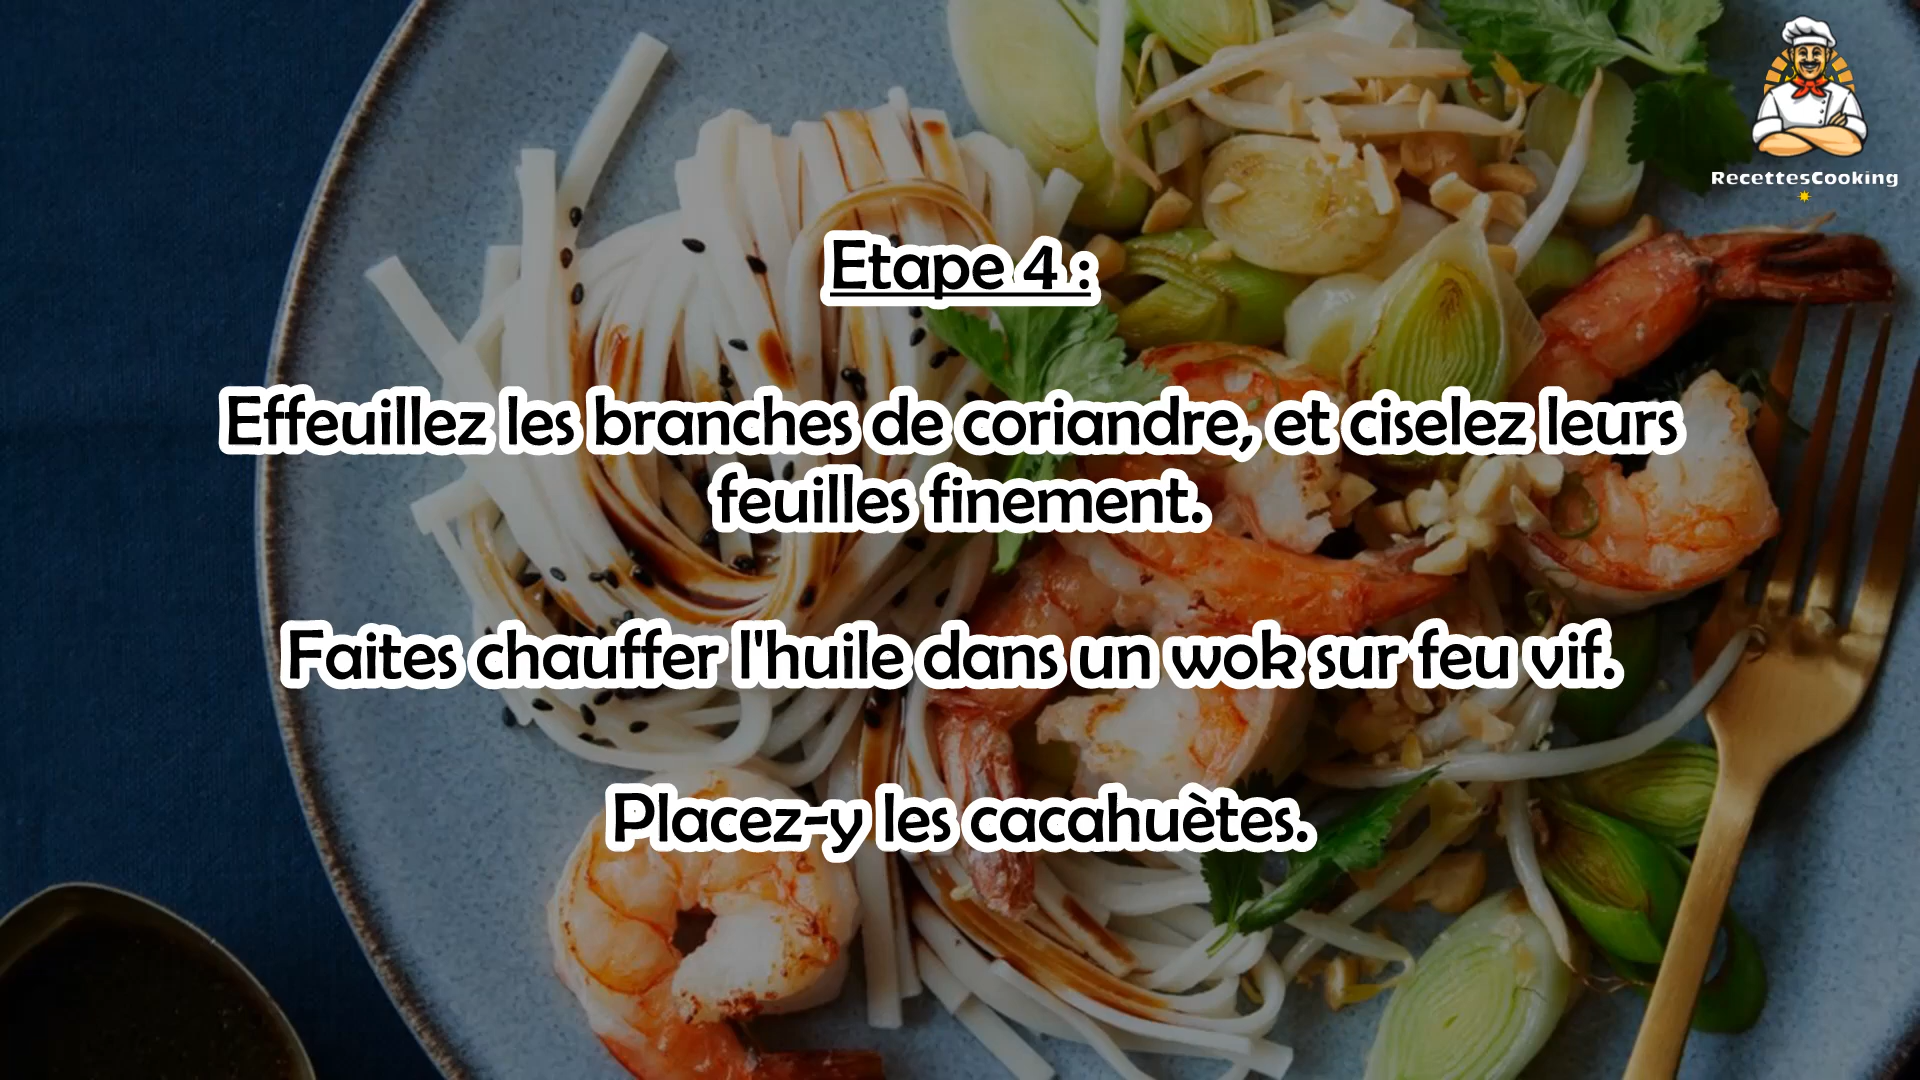 RecettesCooking
Etape 4 :
Effeuillez les branches de coriandre, et ciselez leurs
feuilles finement.
Faites chauffer l'huile dans un wok sur feu vif.
Placez-y les cacahuètes.